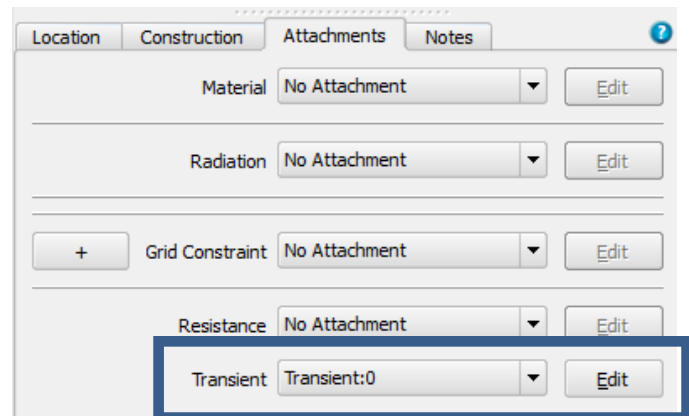 Location Construction Attachments Notes ?
Material No Attachment Edit
Radiation No Attachment Edit
+ Grid Constraint No Attachment Edit
Resistance No Attachment Edit
Transient Transient:0 Edit